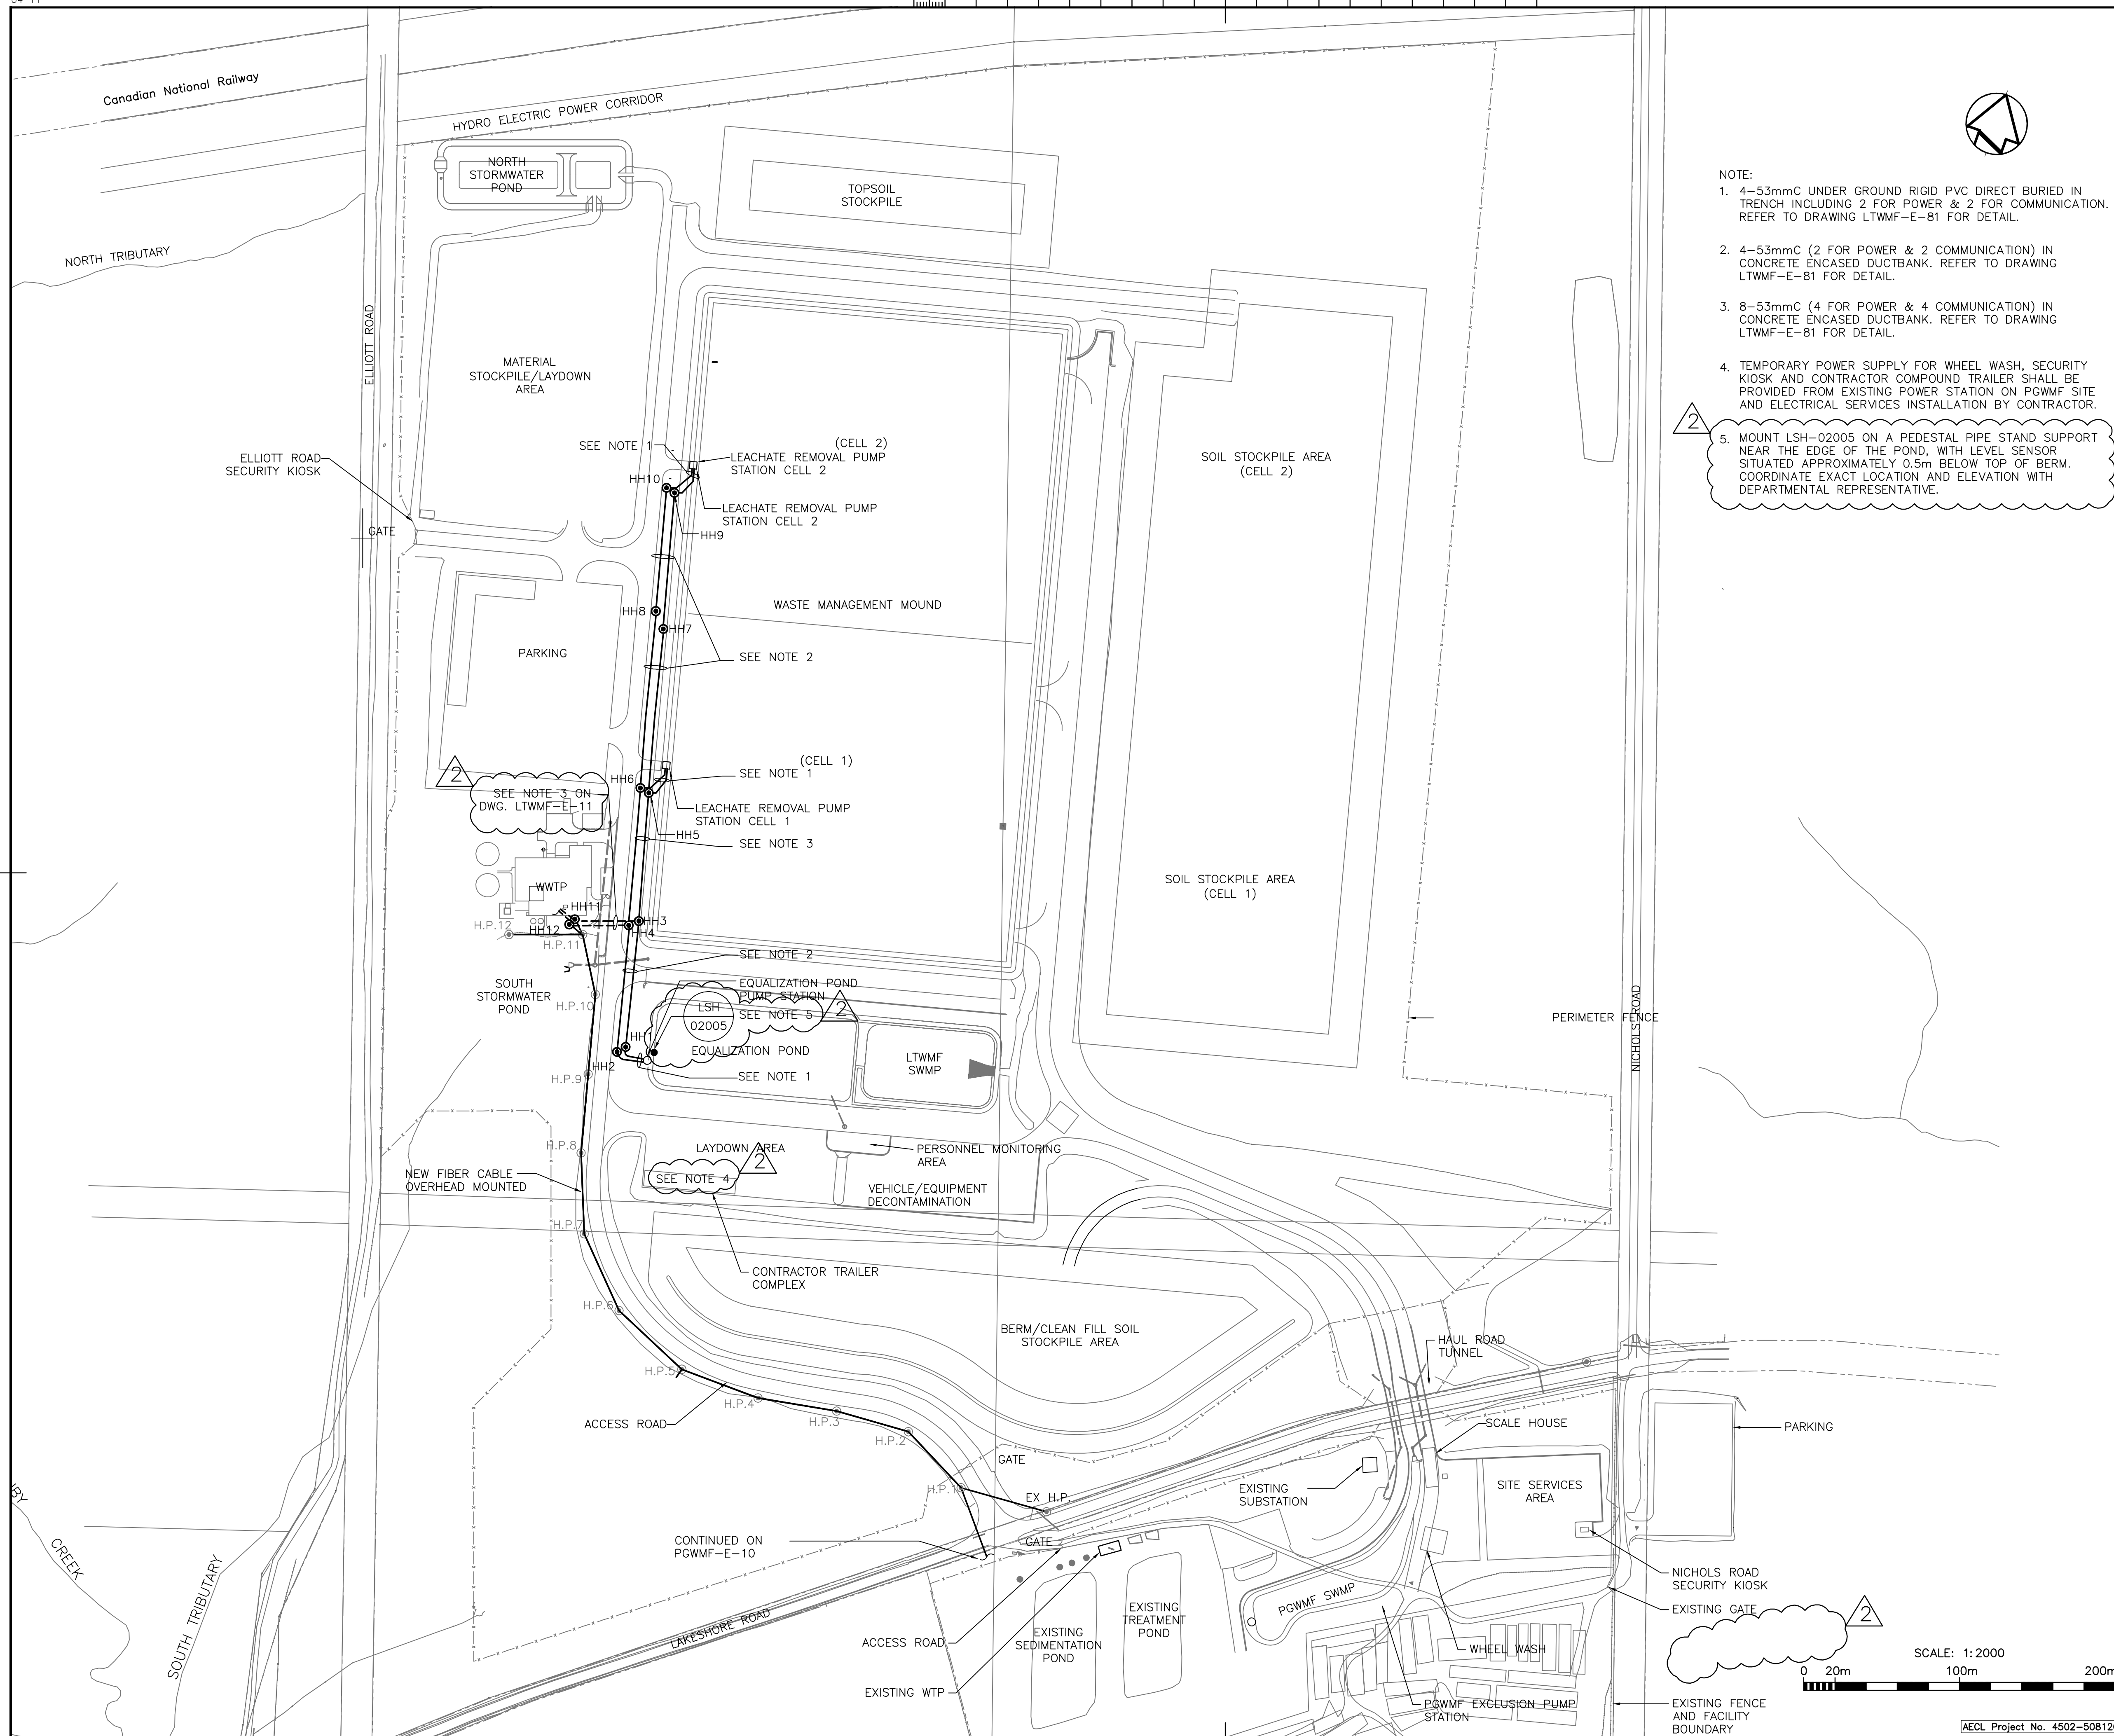 Canadian National Railway
HYDRO ELECTRIC POWER CORRIDOR
NORTH
STORMWATER
POND
TOPSOIL
STOCKPILE
NORTH TRIBUTARY
ELLIOTT ROAD
MATERIAL
STOCKPILE/LAYDOWN
AREA
NOTE:
1. 4-53mmC UNDER GROUND RIGID PVC DIRECT BURIED IN
TRENCH INCLUDING 2 FOR POWER & 2 FOR COMMUNICATION.
REFER TO DRAWING LTWMF-E-81 FOR DETAIL.
2. 4-53mmC (2 FOR POWER & 2 COMMUNICATION) IN
CONCRETE ENCASED DUCTBANK. REFER TO DRAWING
LTWMF-E-81 FOR DETAIL.
3. 8-53mmC (4 FOR POWER & 4 COMMUNICATION) IN
CONCRETE ENCASED DUCTBANK. REFER TO DRAWING
LTWMF-E-81 FOR DETAIL.
4. TEMPORARY POWER SUPPLY FOR WHEEL WASH, SECURITY
KIOSK AND CONTRACTOR COMPOUND TRAILER SHALL BE
PROVIDED FROM EXISTING POWER STATION ON PGWMF SITE
AND ELECTRICAL SERVICES INSTALLATION BY CONTRACTOR.
2
5. MOUNT LSH-02005 ON A PEDESTAL PIPE STAND SUPPORT
NEAR THE EDGE OF THE POND, WITH LEVEL SENSOR
SITUATED APPROXIMATELY 0.5m BELOW TOP OF BERM.
COORDINATE EXACT LOCATION AND ELEVATION WITH
DEPARTMENTAL REPRESENTATIVE.
ELLIOTT ROAD
SECURITY KIOSK
GATE
SEE NOTE 1
(CELL 2)
LEACHATE REMOVAL PUMP
STATION CELL 2
HH10
LEACHATE REMOVAL PUMP
STATION CELL 2
HH9
SOIL STOCKPILE AREA
(CELL 2)
HH8
WASTE MANAGEMENT MOUND
HH7
PARKING
SEE NOTE 2
(CELL 1)
SEE NOTE 1
HH6
2
SEE NOTE 3 ON
DWG. LTWMF-E-11
LEACHATE REMOVAL PUMP
STATION CELL 1
HH5
SEE NOTE 3
WWTP
SOIL STOCKPILE AREA
(CELL 1)
HH11
HH3
H.P.12
HH12
HH4
H.P.11
SEE NOTE 2
SOUTH
STORMWATER
POND
H.P.10
EQUALIZATION POND
PUMP STATION
LSH
02005
SEE NOTE 5
2
HH1
EQUALIZATION POND
HH2
SEE NOTE 1
H.P.9
LTWMF
SWMP
PERIMETER FENCE
NICHOLS ROAD
H.P.8
LAYDOWN AREA
2
SEE NOTE 4
PERSONNEL MONITORING
AREA
NEW FIBER CABLE
OVERHEAD MOUNTED
VEHICLE/EQUIPMENT
DECONTAMINATION
H.P.7
CONTRACTOR TRAILER
COMPLEX
H.P.6
BERM/CLEAN FILL SOIL
STOCKPILE AREA
HAUL ROAD
TUNNEL
H.P.5
H.P.4
H.P.3
H.P.2
ACCESS ROAD
SCALE HOUSE
PARKING
GATE
H.P.1
EX H.P.
EXISTING
SUBSTATION
SITE SERVICES
AREA
CONTINUED ON
PGWMF-E-10
GATE
CREEK
SOUTH TRIBUTARY
LAKESHORE ROAD
NICHOLS ROAD
SECURITY KIOSK
EXISTING GATE
2
ACCESS ROAD
EXISTING
SEDIMENTATION
POND
EXISTING
TREATMENT
POND
PGWMF SWMP
WHEEL WASH
EXISTING WTP
PGWMF EXCLUSION PUMP
STATION
SCALE: 1:2000
0 20m 100m 200m
EXISTING FENCE
AND FACILITY
BOUNDARY
AECL Project No. 4502-50812